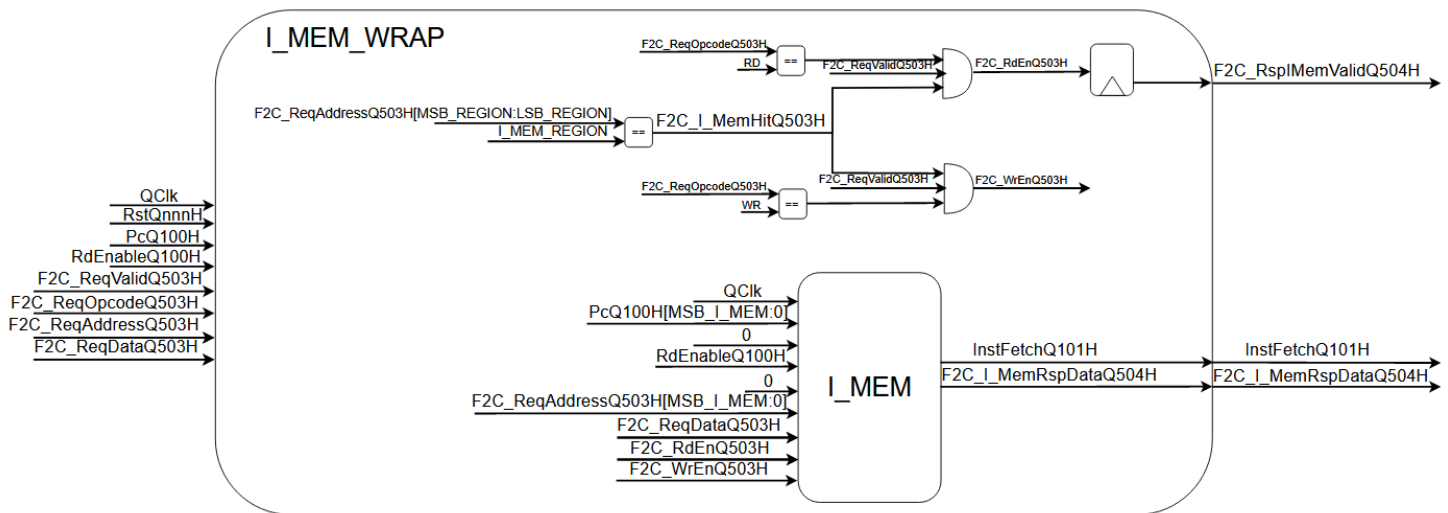 I_MEM_WRAP
F2C_ReqOpcodeQ503H
RD
==
F2C_ReqValidQ503H
F2C_RdEnQ503H
F2C_RspIMemValidQ504H
F2C_ReqAddressQ503H[MSB_REGION:LSB_REGION]
I_MEM_REGION
==
F2C_I_MemHitQ503H
F2C_ReqOpcodeQ503H
WR
==
F2C_ReqValidQ503H
F2C_WrEnQ503H
QClk
RstQnnnH
PcQ100H
RdEnableQ100H
F2C_ReqValidQ503H
F2C_ReqOpcodeQ503H
F2C_ReqAddressQ503H
F2C_ReqDataQ503H
QClk
PcQ100H[MSB_I_MEM:0]
0
RdEnableQ100H
0
F2C_ReqAddressQ503H[MSB_I_MEM:0]
F2C_ReqDataQ503H
F2C_RdEnQ503H
F2C_WrEnQ503H
I_MEM
InstFetchQ101H
F2C_I_MemRspDataQ504H
InstFetchQ101H
F2C_I_MemRspDataQ504H